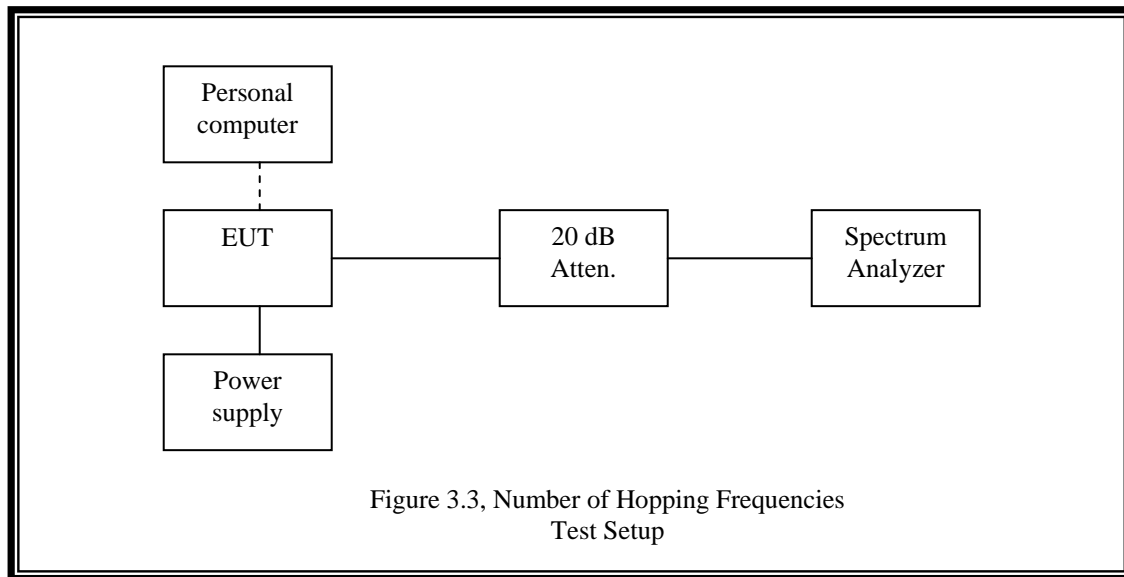 Personal
computer
EUT
20 dB
Atten.
Spectrum
Analyzer
Power
supply
Figure 3.3, Number of Hopping Frequencies
Test Setup